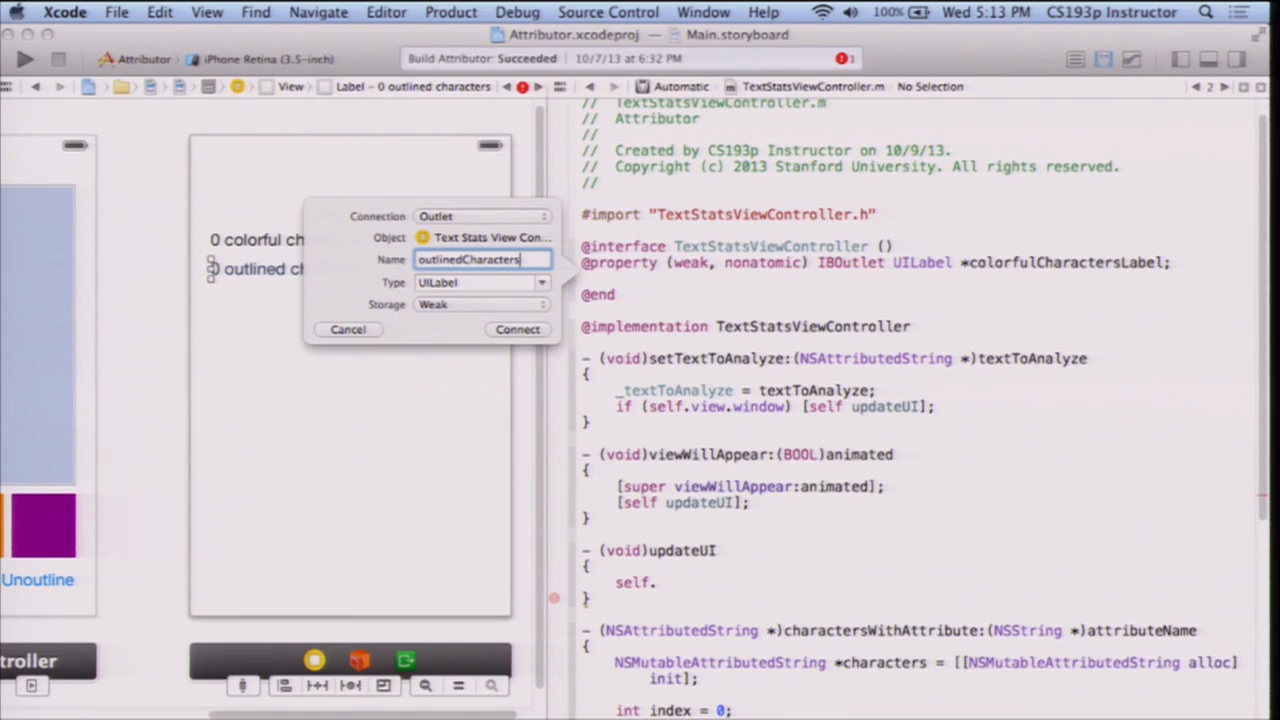 Xcode File Edit View Find Navigate Editor Product Debug Source Control Window Help 100% Wed 5:13 PM CS193p Instructor
Attributor.xcodeproj — Main.storyboard
Attributor iPhone Retina (3.5-inch) Build Attributor: Succeeded 10/7/13 at 6:32 PM 1
View Label – 0 outlined characters Automatic TextStatsViewController.m No Selection 2
// TextStatsViewController.m
// Attributor
//
// Created by CS193p Instructor on 10/9/13.
// Copyright (c) 2013 Stanford University. All rights reserved.
//
#import "TextStatsViewController.h"
@interface TextStatsViewController ()
@property (weak, nonatomic) IBOutlet UILabel *colorfulCharactersLabel;
@end
@implementation TextStatsViewController
- (void)setTextToAnalyze:(NSAttributedString *)textToAnalyze
{
_textToAnalyze = textToAnalyze;
if (self.view.window) [self updateUI];
}
- (void)viewWillAppear:(BOOL)animated
{
[super viewWillAppear:animated];
[self updateUI];
}
- (void)updateUI
{
self.
}
- (NSAttributedString *)charactersWithAttribute:(NSString *)attributeName
{
NSMutableAttributedString *characters = [[NSMutableAttributedString alloc]
init];
int index = 0;
0 colorful ch
0 outlined ch
Connection Outlet
Object Text Stats View Con...
Name outlinedCharacters
Type UILabel
Storage Weak
Cancel Connect
Unoutline
troller